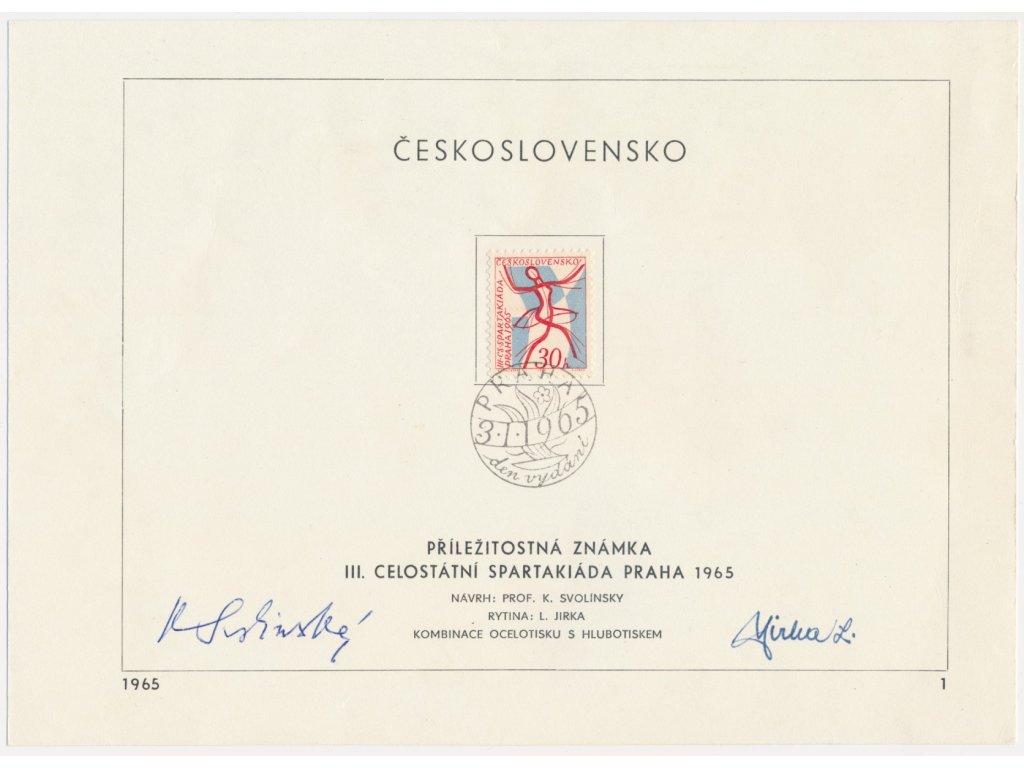 ČESKOSLOVENSKO
ČESKOSLOVENSKO
III·CS·SPARTAKIÁDA
PRAHA 1965
30h
PRAHA 1
3·I·1965
den vydání
PŘÍLEŽITOSTNÁ ZNÁMKA
III. CELOSTÁTNÍ SPARTAKIÁDA PRAHA 1965
NÁVRH: PROF. K. SVOLINSKY
RYTINA: L. JIRKA
KOMBINACE OCELOTISKU S HLUBOTISKEM
K Svolinský
Jirka L.
1965
1